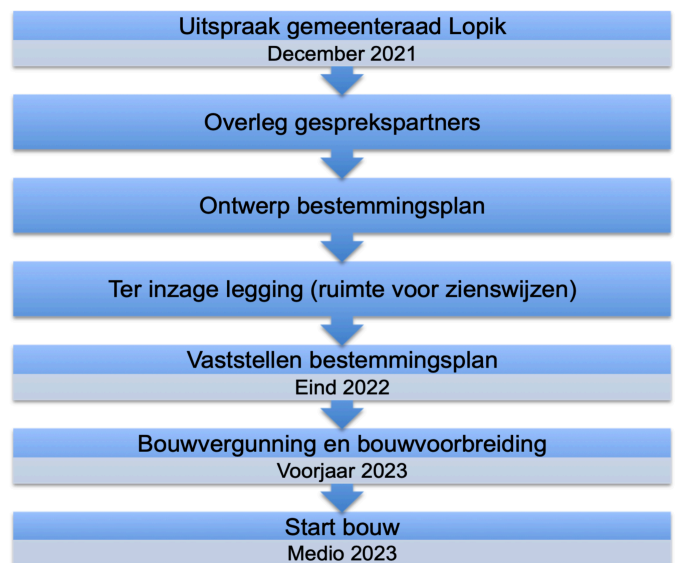 Uitspraak gemeenteraad Lopik
December 2021
Overleg gesprekspartners
Ontwerp bestemmingsplan
Ter inzage legging (ruimte voor zienswijzen)
Vaststellen bestemmingsplan
Eind 2022
Bouwvergunning en bouwvoorbreiding
Voorjaar 2023
Start bouw
Medio 2023